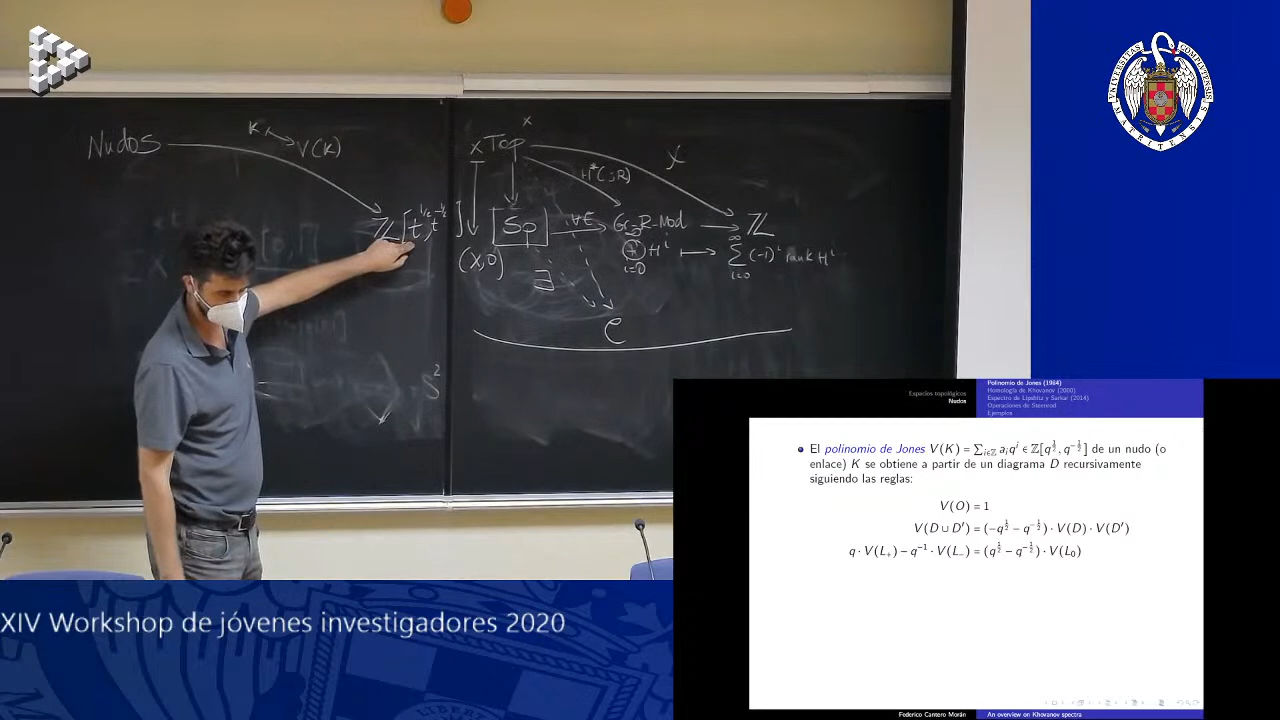 Nudos
K ↦ V(K)
ℤ[t^{1/2}, t^{-1/2}]
S²
X Top
χ
H*(;R)
[Sp]
Gr-R-Mod
ℤ
(X,0)
⊕_{i=0} H^i ↦ ∑_{i=0}^{∞} (-1)^i rank H^i
∃
C
UNIVERSITAS COMPLUTENSIS MATRITENSIS
Espacios topológicos
Nudos
Polinomio de Jones (1984)
Homología de Khovanov (2000)
Espectro de Lipshitz y Sarkar (2014)
Operaciones de Steenrod
Ejemplos
El polinomio de Jones V(K) = ∑_{i∈ℤ} a_i q^i ∈ ℤ[q^{1/2}, q^{-1/2}] de un nudo (o
enlace) K se obtiene a partir de un diagrama D recursivamente
siguiendo las reglas:
V(O) = 1
V(D ∪ D′) = (−q^{1/2} − q^{-1/2}) · V(D) · V(D′)
q · V(L₊) − q^{-1} · V(L₋) = (q^{1/2} − q^{-1/2}) · V(L₀)
Federico Cantero Morán
An overview on Khovanov spectra
XIV Workshop de jóvenes investigadores 2020